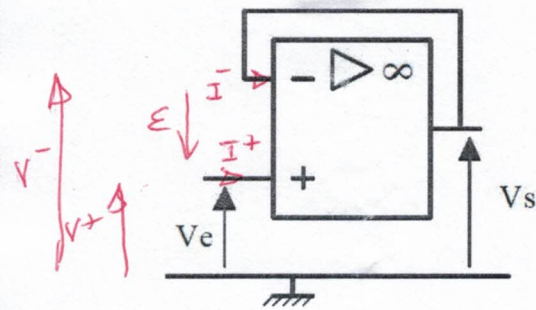 I⁻
− ▷ ∞
ε
I⁺
+
V⁻
V+
Ve
Vs